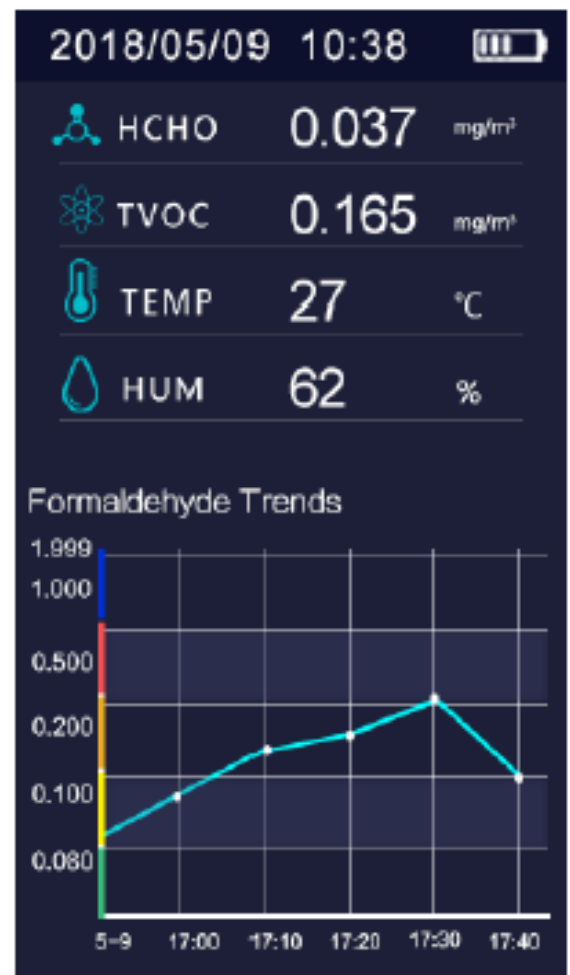 2018/05/09 10:38
HCHO 0.037 mg/m³
TVOC 0.165 mg/m³
TEMP 27 °C
HUM 62 %
Formaldehyde Trends
1.999
1.000
0.500
0.200
0.100
0.080
5-9 17:00 17:10 17:20 17:30 17:40